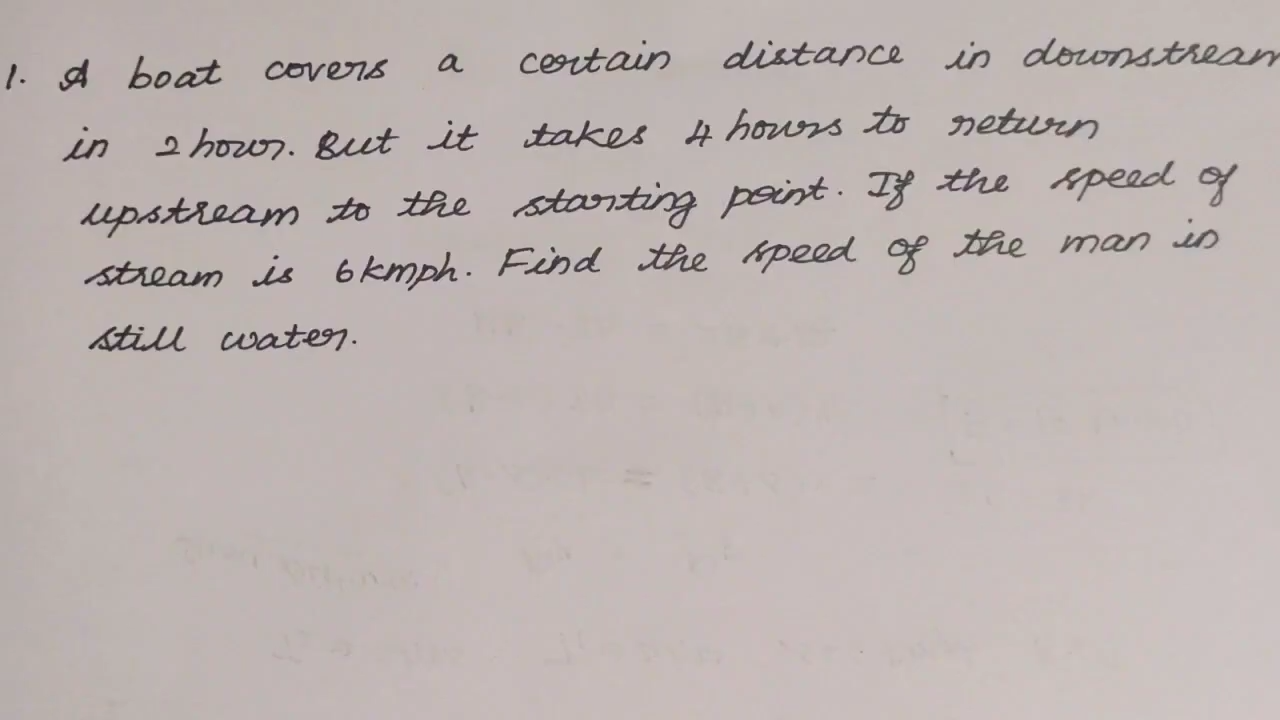 1. A boat covers a certain distance in downstream
in 2 hour. But it takes 4 hours to return
upstream to the starting point. If the speed of
stream is 6 kmph. Find the speed of the man in
still water.